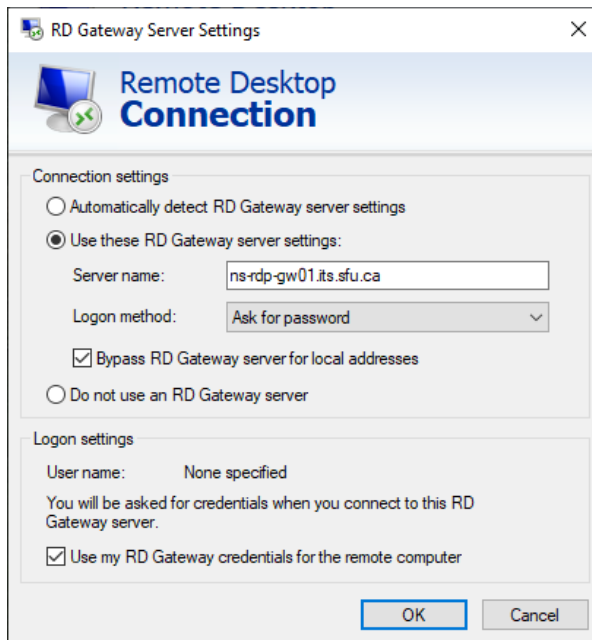 RD Gateway Server Settings
Remote Desktop
Connection
Connection settings
Automatically detect RD Gateway server settings
Use these RD Gateway server settings:
Server name: ns-rdp-gw01.its.sfu.ca
Logon method: Ask for password
Bypass RD Gateway server for local addresses
Do not use an RD Gateway server
Logon settings
User name: None specified
You will be asked for credentials when you connect to this RD
Gateway server.
Use my RD Gateway credentials for the remote computer
OK Cancel